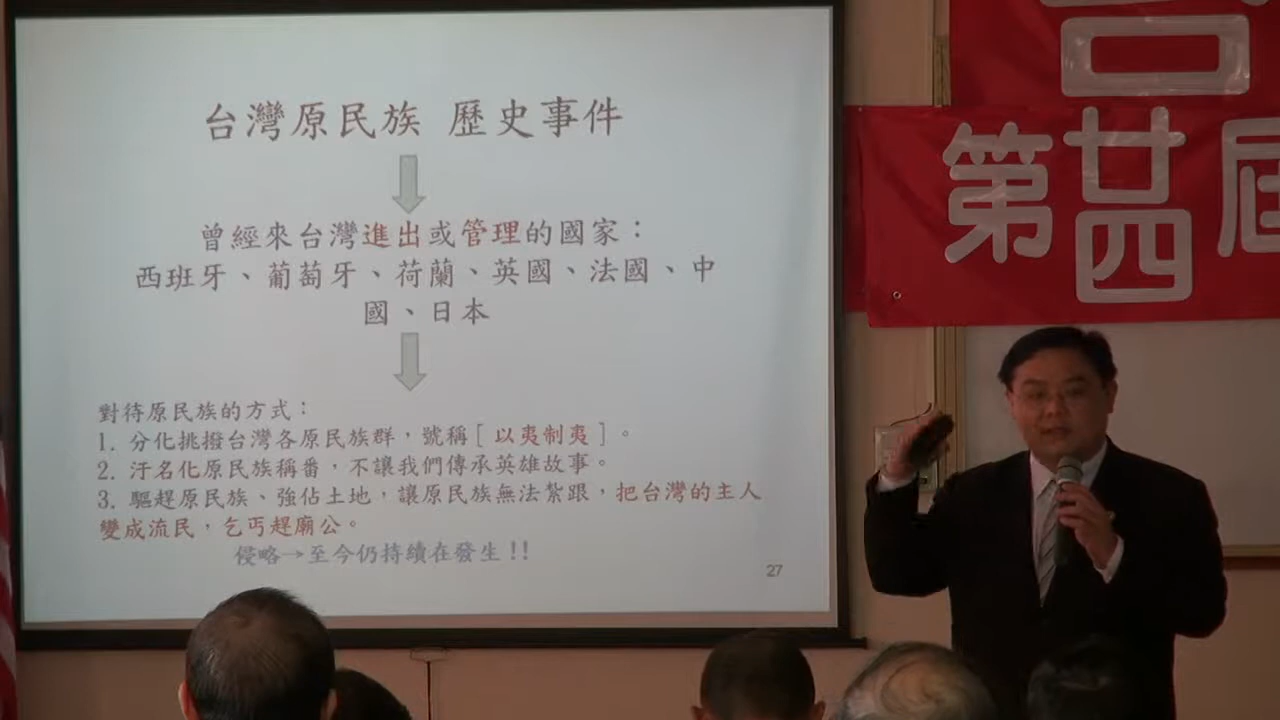 台灣原民族 歷史事件
曾經來台灣進出或管理的國家：
西班牙、葡萄牙、荷蘭、英國、法國、中
國、日本
對待原民族的方式：
1. 分化挑撥台灣各原民族群，號稱[ 以夷制夷 ] 。
2. 汙名化原民族稱番，不讓我們傳承英雄故事。
3. 驅趕原民族、強佔土地，讓原民族無法紮跟，把台灣的主人
變成流民，乞丐趕廟公。
侵略→至今仍持續在發生!!
27
第廿四屆